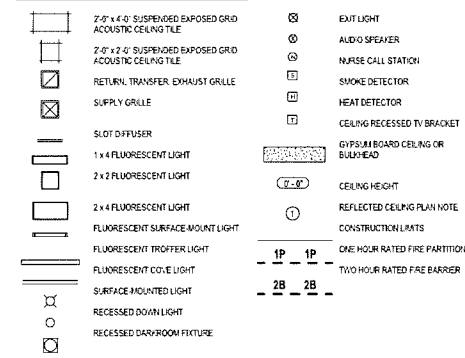 2'-0" x 4'-0" SUSPENDED EXPOSED GRID
ACOUSTIC CEILING TILE
2'-0" x 2'-0" SUSPENDED EXPOSED GRID
ACOUSTIC CEILING TILE
RETURN, TRANSFER, EXHAUST GRILLE
SUPPLY GRILLE
SLOT DIFFUSER
1 x 4 FLUORESCENT LIGHT
2 x 2 FLUORESCENT LIGHT
2 x 4 FLUORESCENT LIGHT
FLUORESCENT SURFACE-MOUNT LIGHT
FLUORESCENT TROFFER LIGHT
FLUORESCENT COVE LIGHT
SURFACE-MOUNTED LIGHT
RECESSED DOWN LIGHT
RECESSED DARKROOM FIXTURE
EXIT LIGHT
AUDIO SPEAKER
N NURSE CALL STATION
S SMOKE DETECTOR
H HEAT DETECTOR
T CEILING RECESSED TV BRACKET
GYPSUM BOARD CEILING OR
BULKHEAD
0'-0" CEILING HEIGHT
1 REFLECTED CEILING PLAN NOTE
CONSTRUCTION LIMITS
1P 1P ONE HOUR RATED FIRE PARTITION
2B 2B TWO HOUR RATED FIRE BARRIER